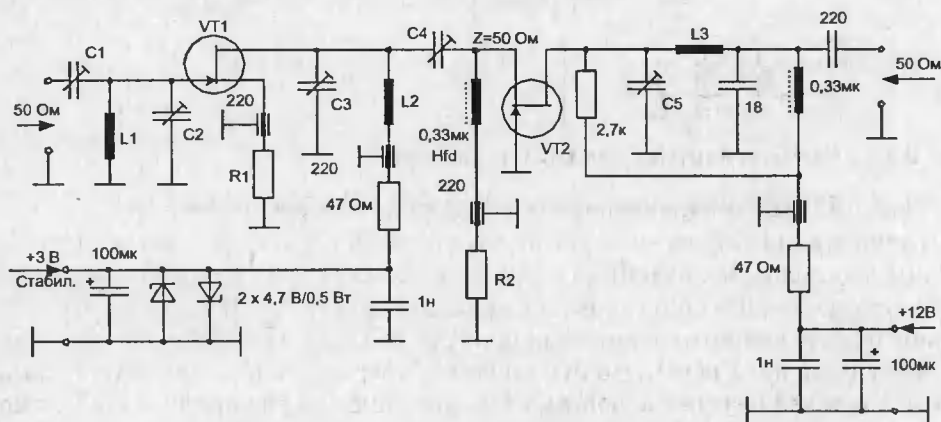 VT1
C1
50 Ом
L1
C2
220
R1
C3
220
L2
47 Ом
C4
Z=50 Ом
0,33мк
Hfd
220
R2
VT2
2,7к
C5
L3
18
220
0,33мк
50 Ом
47 Ом
+12В
1н
100мк
+3 В
Стабил.
100мк
+
2 x 4,7 В/0,5 Вт
1н
+